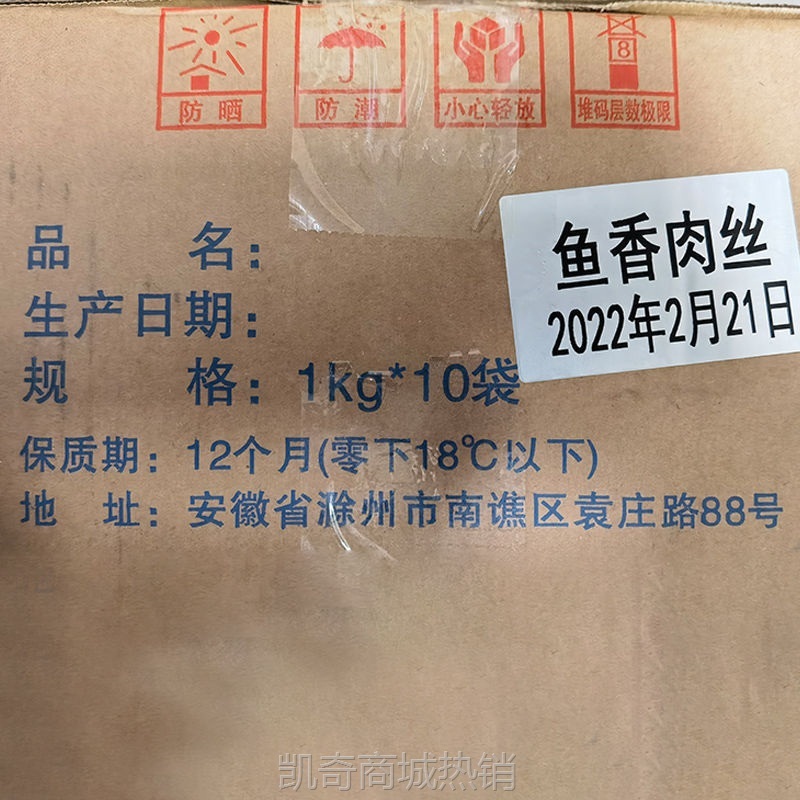 防晒 防潮 小心轻放 8 堆码层数极限
鱼香肉丝
2022年2月21日
品 名：
生产日期：
规 格：1kg*10袋
保质期：12个月(零下18℃以下)
地 址：安徽省滁州市南谯区袁庄路88号
凯奇商城热销